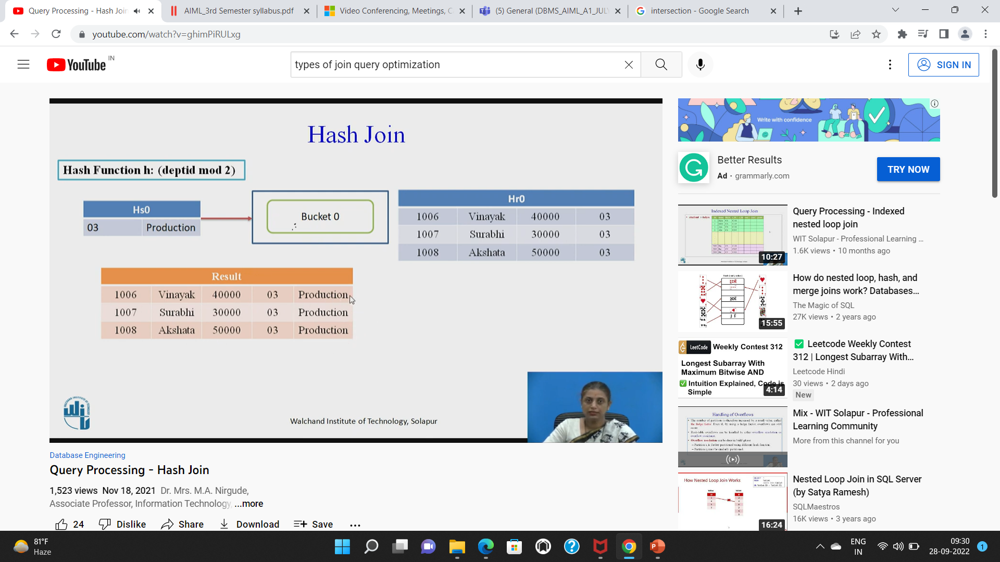 Query Processing - Hash Join
AIML_3rd Semester syllabus.pdf
Video Conferencing, Meetings, C
(5) General (DBMS_AIML_A1_JULY
intersection - Google Search
youtube.com/watch?v=ghimPiRULxg
YouTube IN
types of join query optimization
SIGN IN
Hash Join
Hash Function h: (deptid mod 2)
Hs0
03 Production
Bucket 0
Hr0
1006 Vinayak 40000 03
1007 Surabhi 30000 03
1008 Akshata 50000 03
Result
1006 Vinayak 40000 03 Production
1007 Surabhi 30000 03 Production
1008 Akshata 50000 03 Production
Walchand Institute of Technology, Solapur
Database Engineering
Query Processing - Hash Join
1,523 views Nov 18, 2021 Dr. Mrs. M.A. Nirgude,
Associate Professor, Information Technology, ...more
24 Dislike Share Download Save
Write with confidence
Better Results
Ad · grammarly.com
TRY NOW
Indexed Nested Loop Join
10:27
Query Processing - Indexed
nested loop join
WIT Solapur - Professional Learning ...
1.6K views • 10 months ago
15:55
How do nested loop, hash, and
merge joins work? Databases...
The Magic of SQL
27K views • 2 years ago
LeetCode Weekly Contest 312
Longest Subarray With
Maximum Bitwise AND
✅ Intuition Explained, Code is
Simple
4:14
✅ Leetcode Weekly Contest
312 | Longest Subarray With...
Leetcode Hindi
30 views • 2 days ago
New
Handling of Overflows
Mix - WIT Solapur - Professional
Learning Community
More from this channel for you
How Nested Loop Join Works
16:24
Nested Loop Join in SQL Server
(by Satya Ramesh)
SQLMaestros
16K views • 3 years ago
81°F
Haze
ENG
IN
09:30
28-09-2022
1